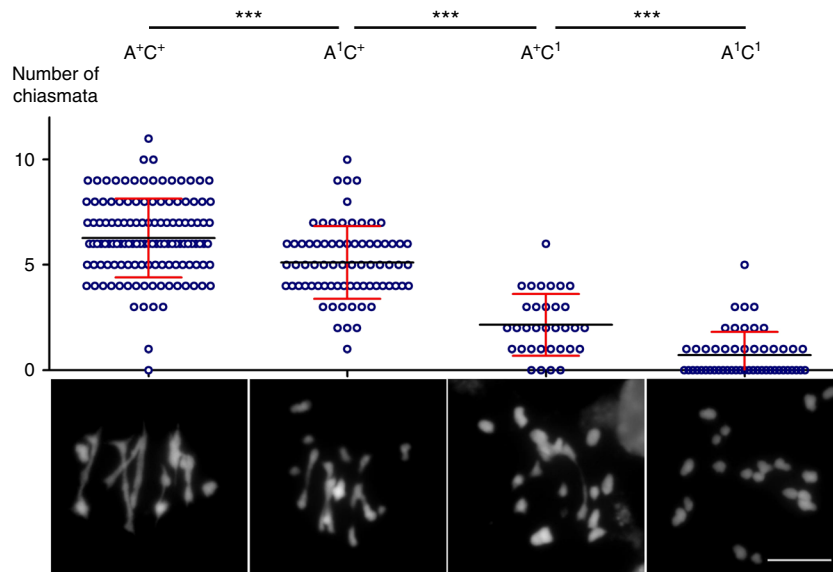 *** *** ***
A⁺C⁺ A¹C⁺ A⁺C¹ A¹C¹
Number of
chiasmata
10
5
0